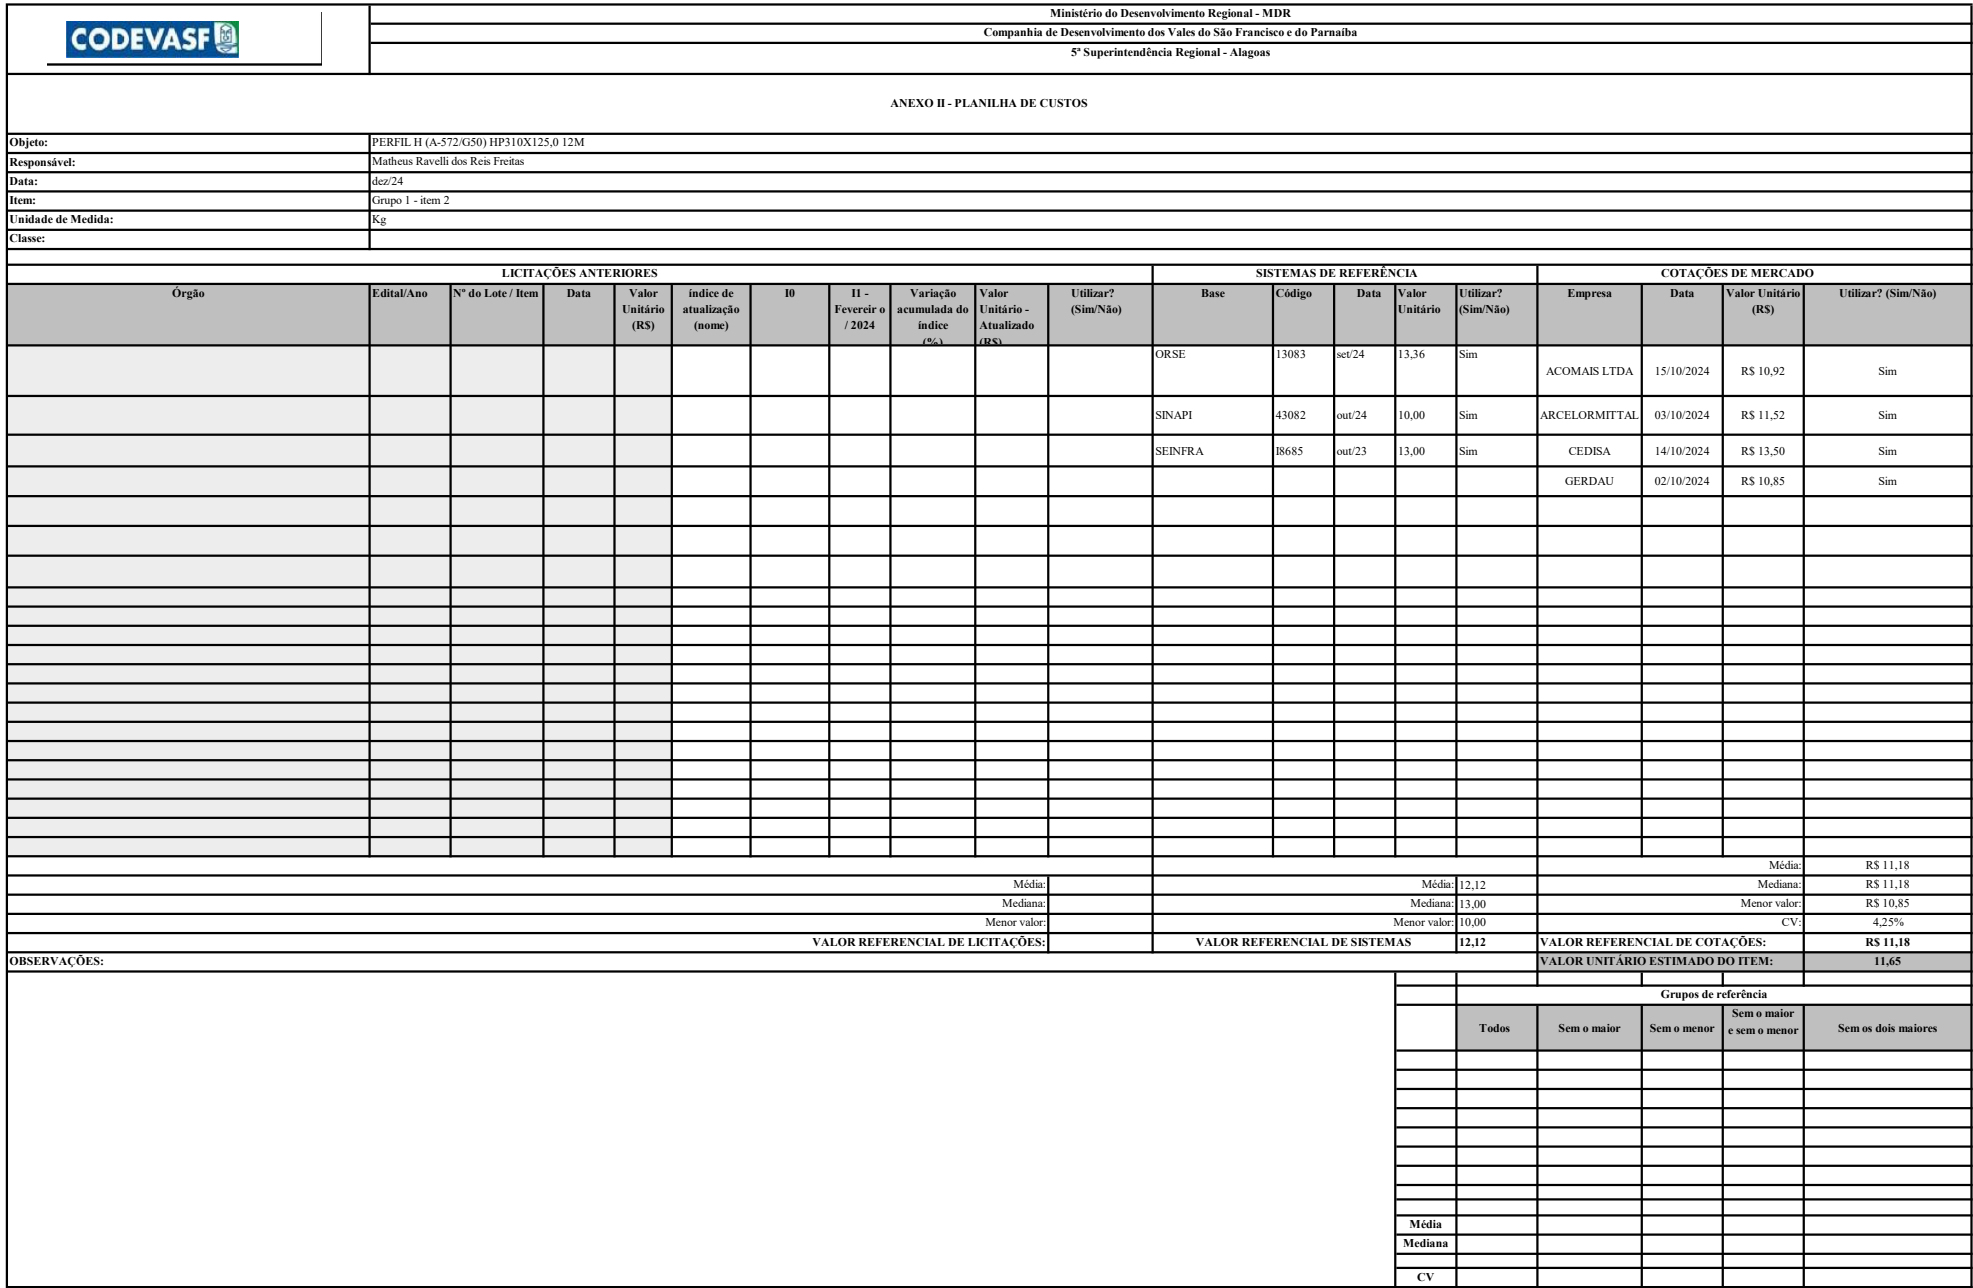 CODEVASF
Ministério do Desenvolvimento Regional - MDR
Companhia de Desenvolvimento dos Vales do São Francisco e do Parnaíba
5ª Superintendência Regional - Alagoas
ANEXO II - PLANILHA DE CUSTOS
Objeto: PERFIL H (A-572/G50) HP310X125,0 12M
Responsável: Matheus Ravelli dos Reis Freitas
Data: dez/24
Item: Grupo 1 - item 2
Unidade de Medida: Kg
Classe:
LICITAÇÕES ANTERIORES SISTEMAS DE REFERÊNCIA COTAÇÕES DE MERCADO
Órgão Edital/Ano Nº do Lote / Item Data Valor Unitário (R$) índice de atualização (nome) I0 I1 - Fevereir o / 2024 Variação acumulada do índice (%) Valor Unitário - Atualizado (R$) Utilizar? (Sim/Não) Base Código Data Valor Unitário Utilizar? (Sim/Não) Empresa Data Valor Unitário (R$) Utilizar? (Sim/Não)
ORSE 13083 set/24 13,36 Sim ACOMAIS LTDA 15/10/2024 R$ 10,92 Sim
SINAPI 43082 out/24 10,00 Sim ARCELORMITTAL 03/10/2024 R$ 11,52 Sim
SEINFRA I8685 out/23 13,00 Sim CEDISA 14/10/2024 R$ 13,50 Sim
GERDAU 02/10/2024 R$ 10,85 Sim
Média: R$ 11,18
Média: Média: 12,12 Mediana: R$ 11,18
Mediana: Mediana: 13,00 Menor valor: R$ 10,85
Menor valor: Menor valor: 10,00 CV: 4,25%
VALOR REFERENCIAL DE LICITAÇÕES: VALOR REFERENCIAL DE SISTEMAS 12,12 VALOR REFERENCIAL DE COTAÇÕES: R$ 11,18
OBSERVAÇÕES: VALOR UNITÁRIO ESTIMADO DO ITEM: 11,65
Grupos de referência
Todos Sem o maior Sem o menor Sem o maior e sem o menor Sem os dois maiores
Média
Mediana
CV